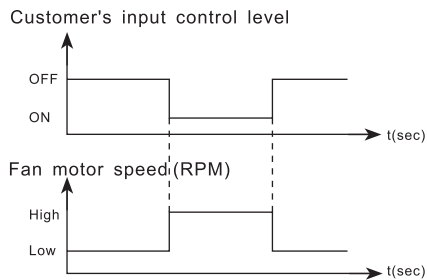 Customer's input control level
OFF
ON
t(sec)
Fan motor speed (RPM)
High
Low
t(sec)